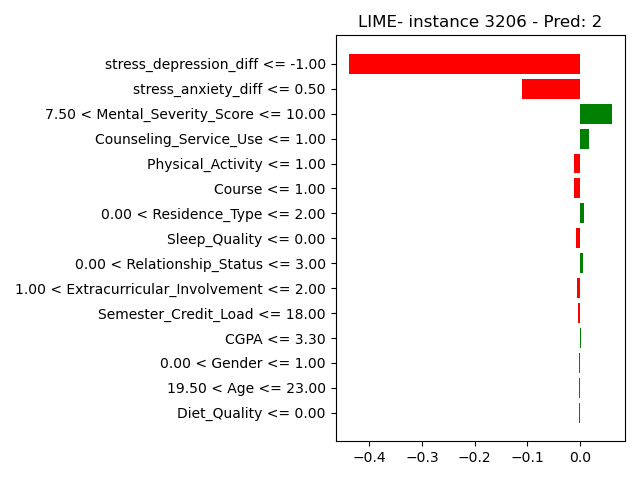 LIME- instance 3206 - Pred: 2
stress_depression_diff <= -1.00
stress_anxiety_diff <= 0.50
7.50 < Mental_Severity_Score <= 10.00
Counseling_Service_Use <= 1.00
Physical_Activity <= 1.00
Course <= 1.00
0.00 < Residence_Type <= 2.00
Sleep_Quality <= 0.00
0.00 < Relationship_Status <= 3.00
1.00 < Extracurricular_Involvement <= 2.00
Semester_Credit_Load <= 18.00
CGPA <= 3.30
0.00 < Gender <= 1.00
19.50 < Age <= 23.00
Diet_Quality <= 0.00
−0.4 −0.3 −0.2 −0.1 0.0